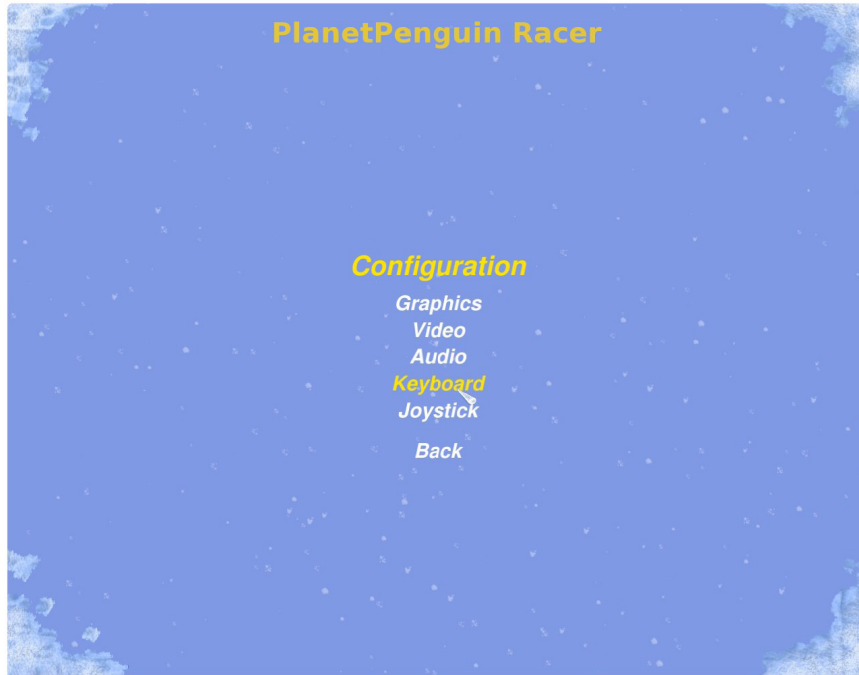 PlanetPenguin Racer
Configuration
Graphics
Video
Audio
Keyboard
Joystick
Back